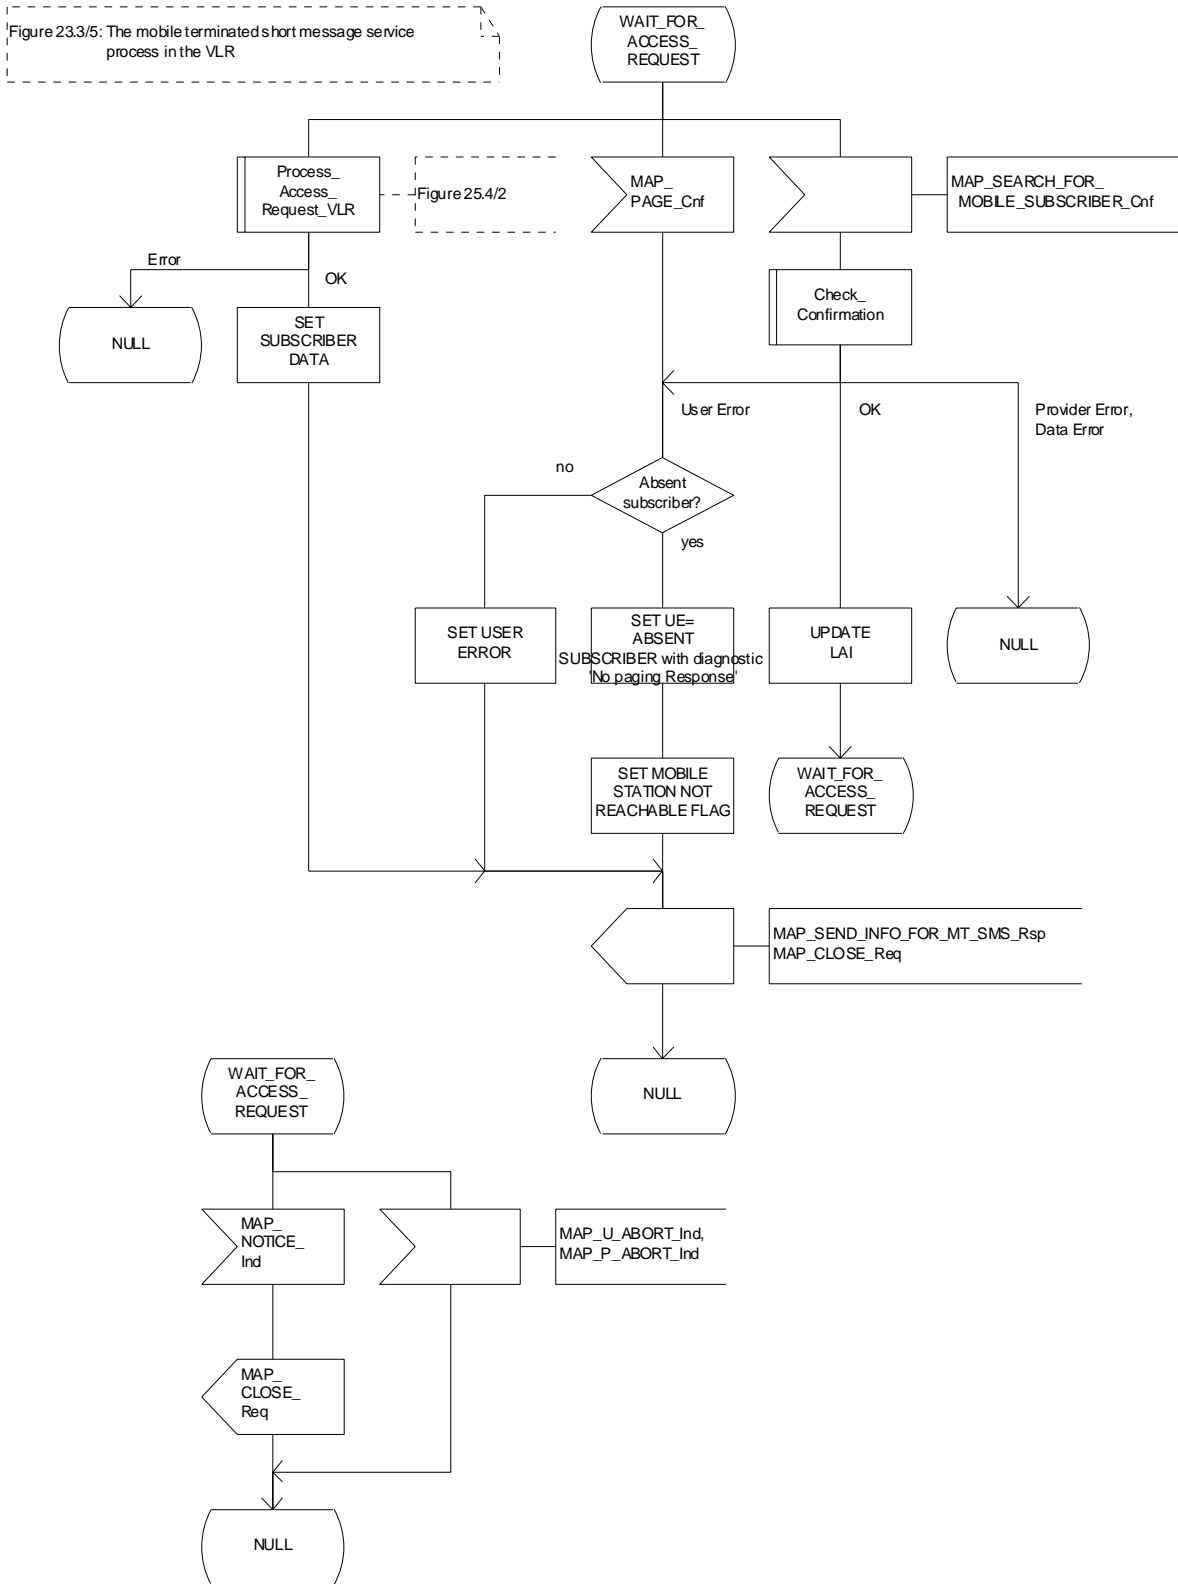 Figure 23.3/5: The mobile terminated short message service
process in the VLR
WAIT_FOR_
ACCESS_
REQUEST
Process_
Access_
Request_VLR
Figure 25.4/2
MAP_
PAGE_Cnf
MAP_SEARCH_FOR_
MOBILE_SUBSCRIBER_Cnf
Error
OK
NULL
SET
SUBSCRIBER
DATA
Check_
Confirmation
User Error
OK
Provider Error,
Data Error
no
Absent
subscriber?
yes
SET USER
ERROR
SET UE=
ABSENT
SUBSCRIBER with diagnostic
'No paging Response'
UPDATE
LAI
NULL
SET MOBILE
STATION NOT
REACHABLE FLAG
WAIT_FOR_
ACCESS_
REQUEST
MAP_SEND_INFO_FOR_MT_SMS_Rsp
MAP_CLOSE_Req
NULL
WAIT_FOR_
ACCESS_
REQUEST
MAP_
NOTICE_
Ind
MAP_U_ABORT_Ind,
MAP_P_ABORT_Ind
MAP_
CLOSE_
Req
NULL